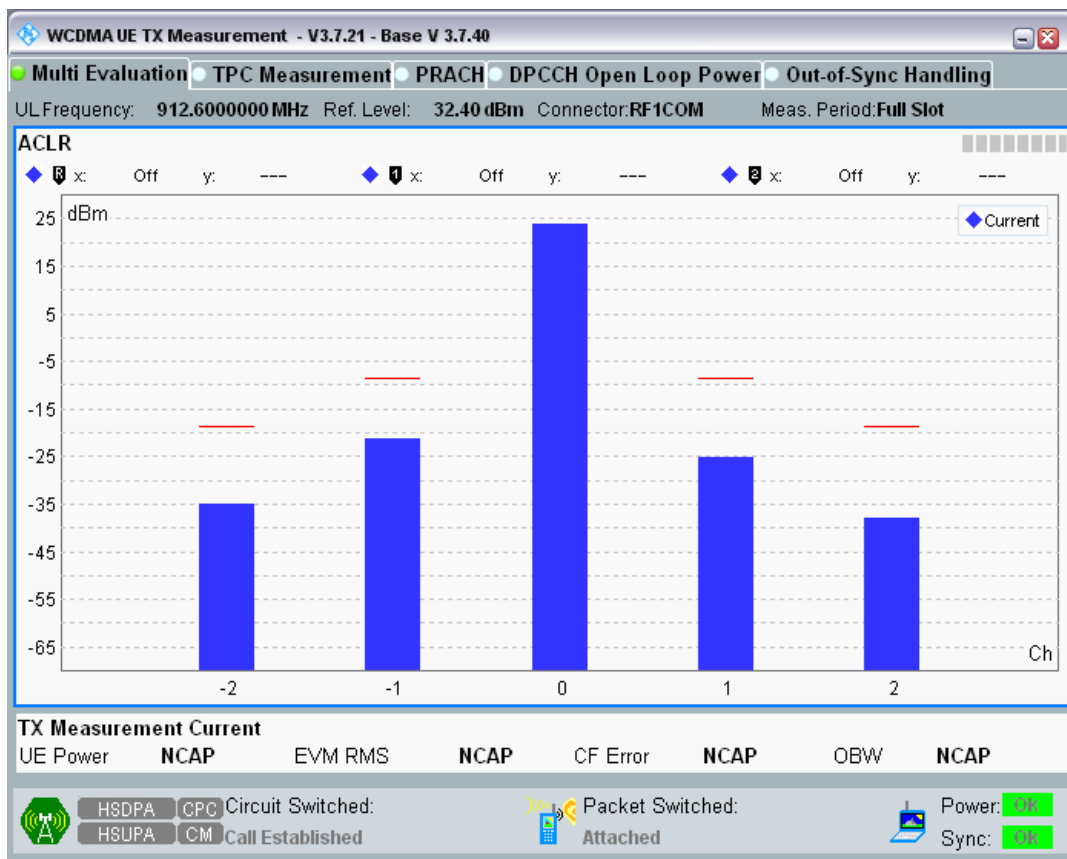 WCDMA UE TX Measurement - V3.7.21 - Base V 3.7.40
Multi Evaluation TPC Measurement PRACH DPCCH Open Loop Power Out-of-Sync Handling
UL Frequency: 912.6000000 MHz Ref. Level: 32.40 dBm Connector:RF1COM Meas. Period:Full Slot
ACLR
R x: Off y: --- 1 x: Off y: --- 2 x: Off y: ---
dBm
Current
25
15
5
-5
-15
-25
-35
-45
-55
-65
Ch
-2 -1 0 1 2
TX Measurement Current
UE Power NCAP EVM RMS NCAP CF Error NCAP OBW NCAP
HSDPA CPC Circuit Switched: Packet Switched: Power: Ok
HSUPA CM Call Established Attached Sync: Ok